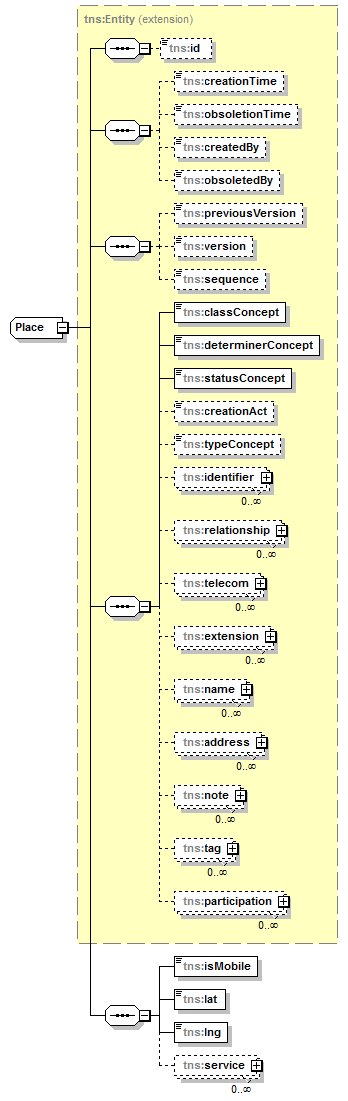 tns:Entity (extension)
tns:id
tns:creationTime
tns:obsoletionTime
tns:createdBy
tns:obsoletedBy
tns:previousVersion
tns:version
tns:sequence
Place
tns:classConcept
tns:determinerConcept
tns:statusConcept
tns:creationAct
tns:typeConcept
tns:identifier
0..∞
tns:relationship
0..∞
tns:telecom
0..∞
tns:extension
0..∞
tns:name
0..∞
tns:address
0..∞
tns:note
0..∞
tns:tag
0..∞
tns:participation
0..∞
tns:isMobile
tns:lat
tns:lng
tns:service
0..∞